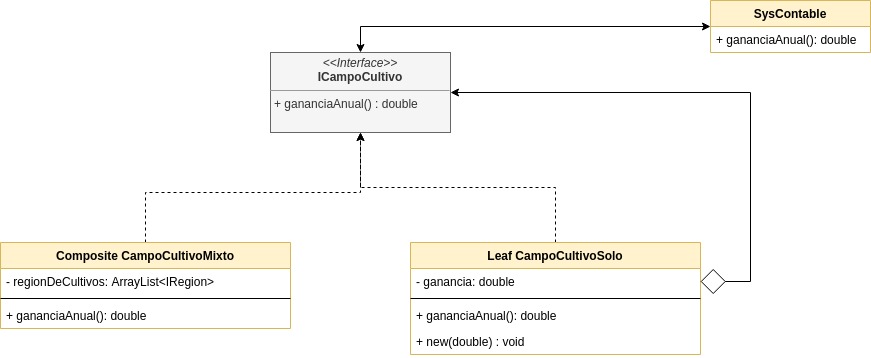 SysContable
+ gananciaAnual(): double
<<Interface>>
ICampoCultivo
+ gananciaAnual() : double
Composite CampoCultivoMixto
- regionDeCultivos: ArrayList<IRegion>
+ gananciaAnual(): double
Leaf CampoCultivoSolo
- ganancia: double
+ gananciaAnual(): double
+ new(double) : void